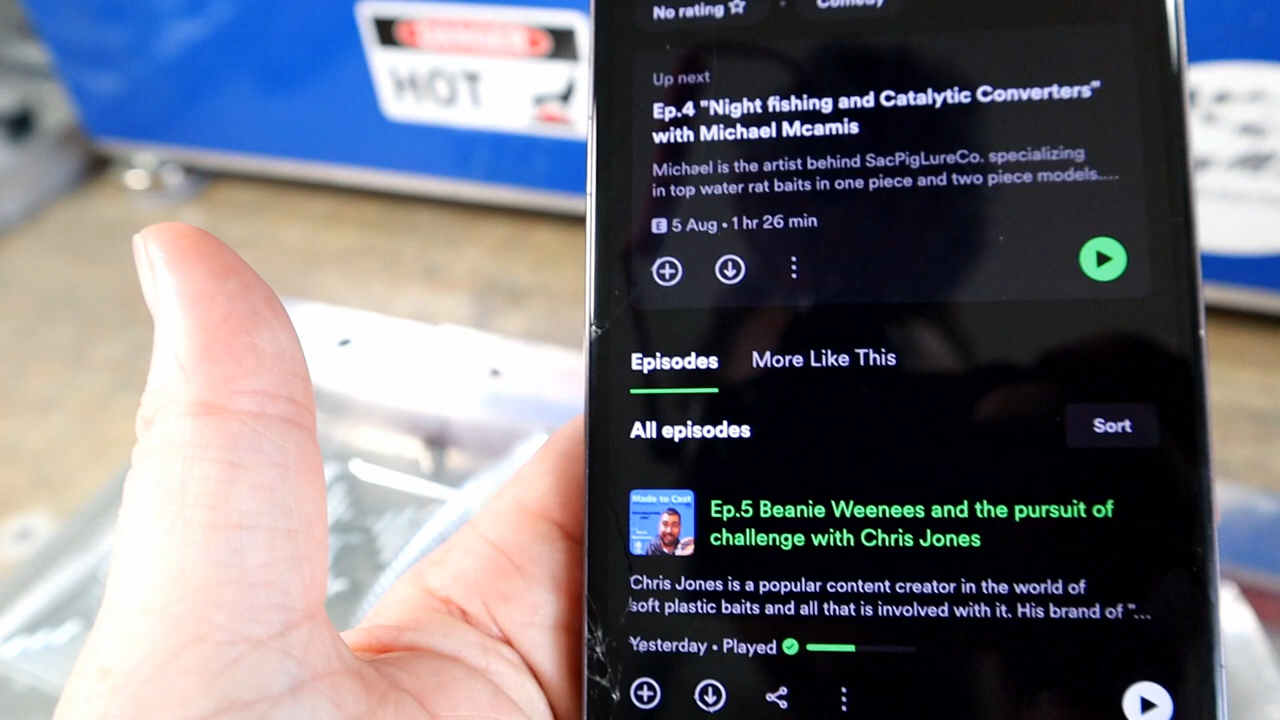 DANGER
HOT
No rating
Comedy
Up next
Ep.4 "Night fishing and Catalytic Converters"
with Michael Mcamis
Michael is the artist behind SacPigLureCo. specializing
in top water rat baits in one piece and two piece models....
E 5 Aug • 1 hr 26 min
Episodes More Like This
All episodes
Sort
Made to Cast
Ep.5 Beanie Weenees and the pursuit of
challenge with Chris Jones
Chris Jones is a popular content creator in the world of
soft plastic baits and all that is involved with it. His brand of "...
Yesterday • Played